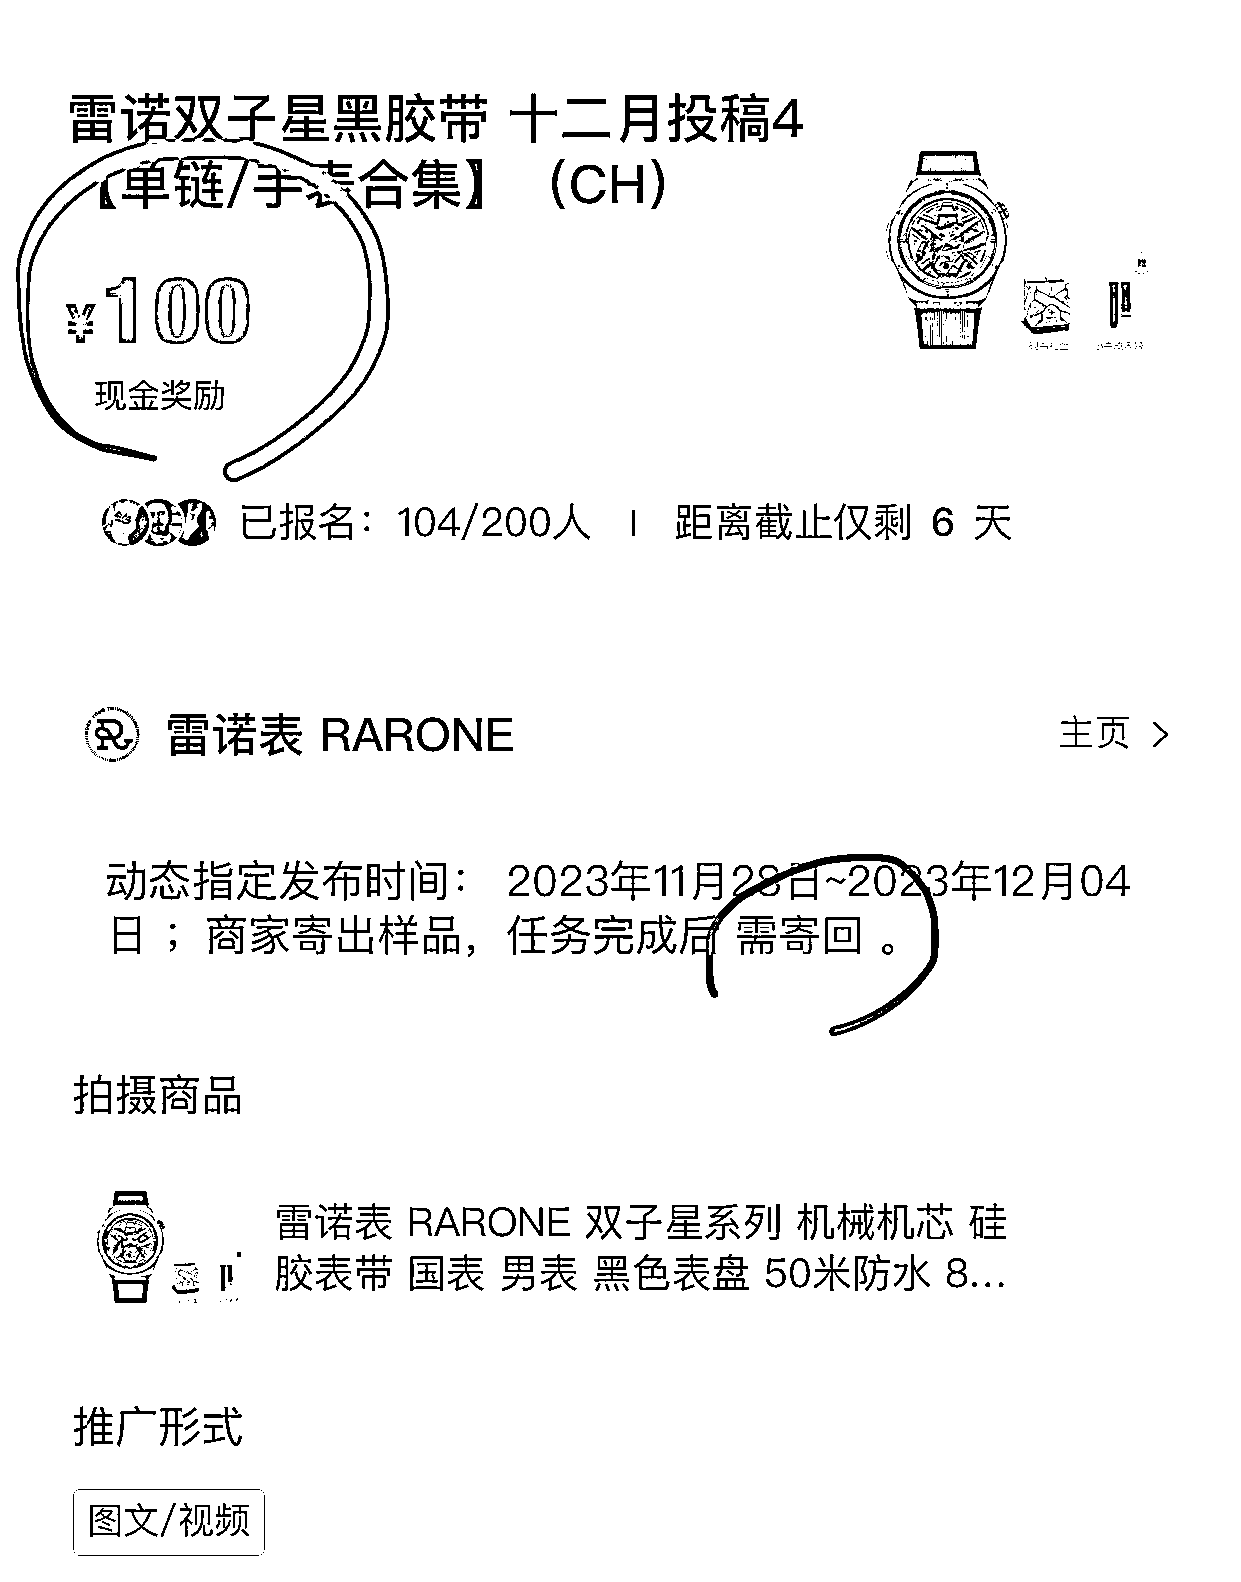 雷诺双子星黑胶带 十二月投稿4
【单链/手表合集】 （CH）
¥100
现金奖励
已报名：104/200人 | 距离截止仅剩 6 天
雷诺表 RARONE
主页 >
动态指定发布时间： 2023年11月28日~2023年12月04
日 ；商家寄出样品，任务完成后 需寄回 。
拍摄商品
雷诺表 RARONE 双子星系列 机械机芯 硅
胶表带 国表 男表 黑色表盘 50米防水 8...
推广形式
图文/视频